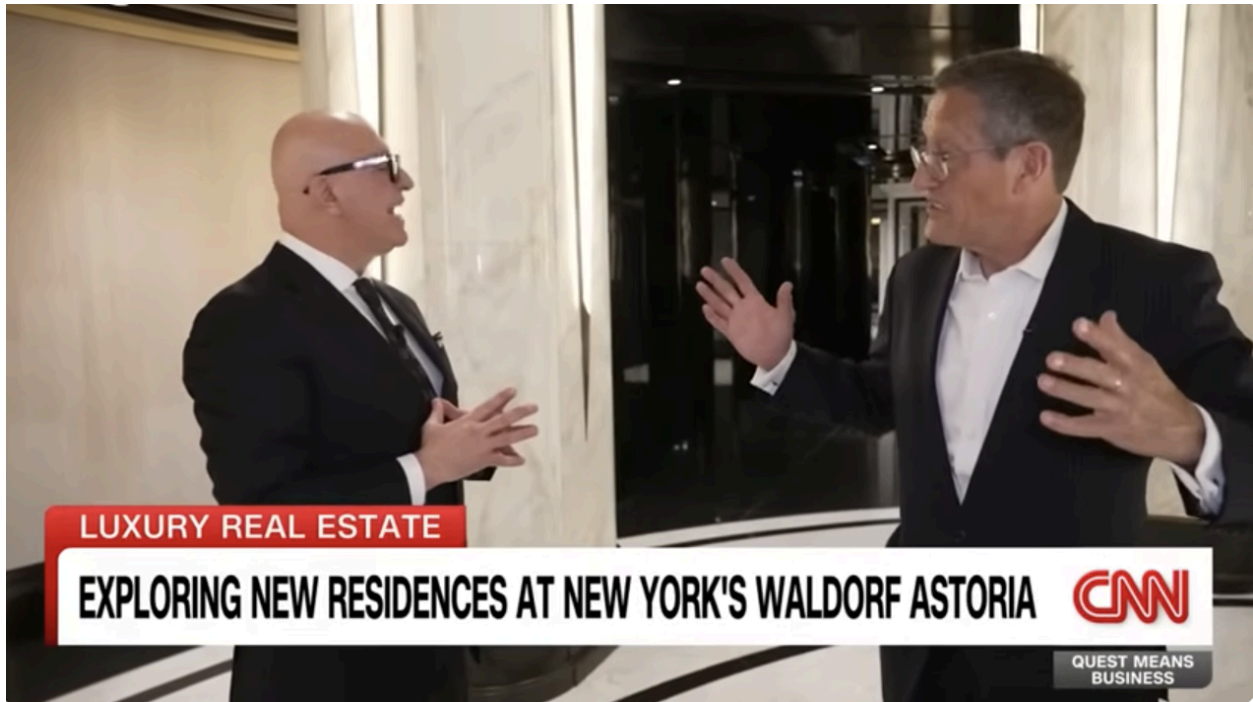 LUXURY REAL ESTATE
EXPLORING NEW RESIDENCES AT NEW YORK'S WALDORF ASTORIA
CNN
QUEST MEANS
BUSINESS